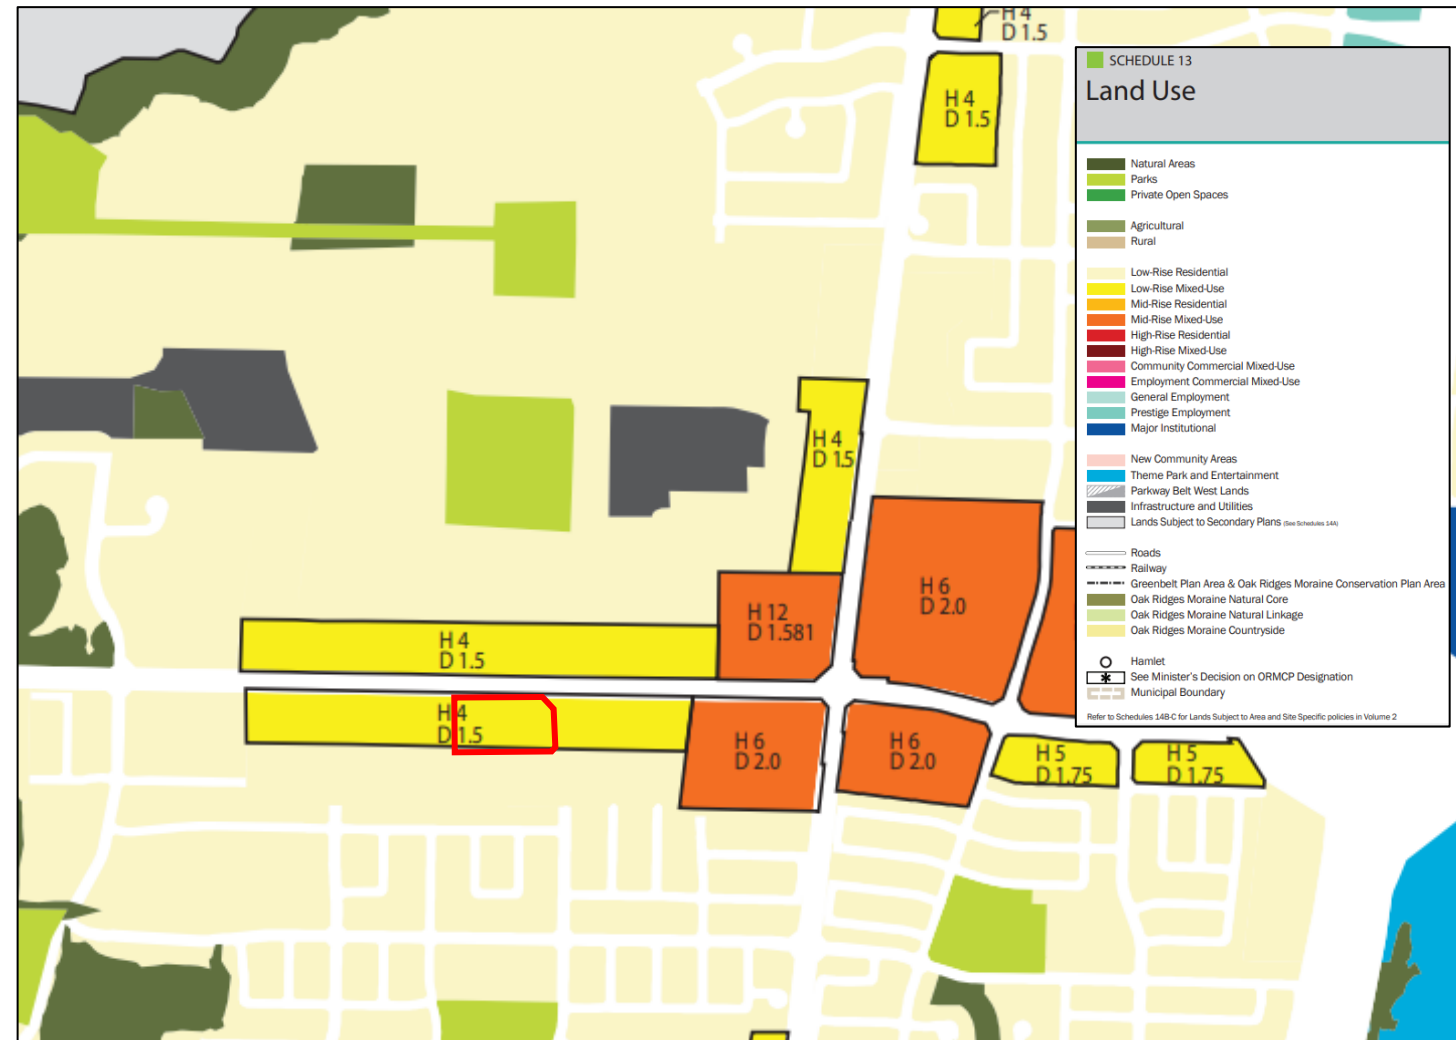 H 4
D 1.5
H 4
D 1.5
H 4
D 1.5
H 6
D 2.0
H 12
D 1.581
H 4
D 1.5
H 4
D 1.5
H 6
D 2.0
H 6
D 2.0
H 5
D 1.75
H 5
D 1.75
SCHEDULE 13
Land Use
Natural Areas
Parks
Private Open Spaces
Agricultural
Rural
Low-Rise Residential
Low-Rise Mixed-Use
Mid-Rise Residential
Mid-Rise Mixed-Use
High-Rise Residential
High-Rise Mixed-Use
Community Commercial Mixed-Use
Employment Commercial Mixed-Use
General Employment
Prestige Employment
Major Institutional
New Community Areas
Theme Park and Entertainment
Parkway Belt West Lands
Infrastructure and Utilities
Lands Subject to Secondary Plans (See Schedules 14A)
Roads
Railway
Greenbelt Plan Area & Oak Ridges Moraine Conservation Plan Area
Oak Ridges Moraine Natural Core
Oak Ridges Moraine Natural Linkage
Oak Ridges Moraine Countryside
Hamlet
See Minister's Decision on ORMCP Designation
Municipal Boundary
Refer to Schedules 14B-C for Lands Subject to Area and Site Specific policies in Volume 2